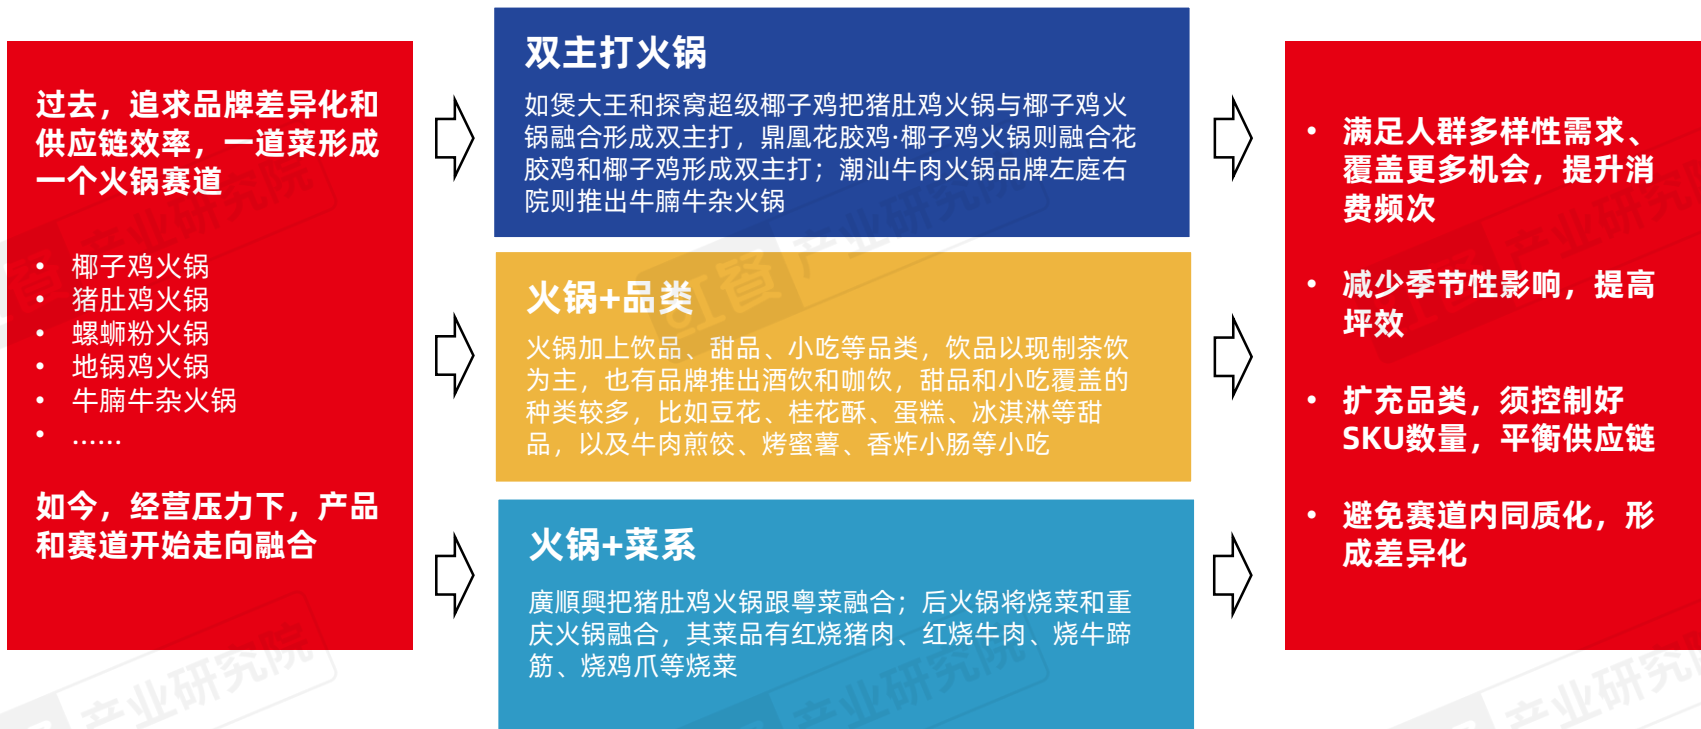 过去，追求品牌差异化和
供应链效率，一道菜形成
一个火锅赛道
• 椰子鸡火锅
• 猪肚鸡火锅
• 螺蛳粉火锅
• 地锅鸡火锅
• 牛腩牛杂火锅
• ……
如今，经营压力下，产品
和赛道开始走向融合
双主打火锅
如煲大王和探窝超级椰子鸡把猪肚鸡火锅与椰子鸡火
锅融合形成双主打，鼎凰花胶鸡·椰子鸡火锅则融合花
胶鸡和椰子鸡形成双主打；潮汕牛肉火锅品牌左庭右
院则推出牛腩牛杂火锅
火锅+品类
火锅加上饮品、甜品、小吃等品类，饮品以现制茶饮
为主，也有品牌推出酒饮和咖饮，甜品和小吃覆盖的
种类较多，比如豆花、桂花酥、蛋糕、冰淇淋等甜
品，以及牛肉煎饺、烤蜜薯、香炸小肠等小吃
火锅+菜系
廣順興把猪肚鸡火锅跟粤菜融合；后火锅将烧菜和重
庆火锅融合，其菜品有红烧猪肉、红烧牛肉、烧牛蹄
筋、烧鸡爪等烧菜
• 满足人群多样性需求、
覆盖更多机会，提升消
费频次
• 减少季节性影响，提高
坪效
• 扩充品类，须控制好
SKU数量，平衡供应链
• 避免赛道内同质化，形
成差异化
红餐 产业研究院